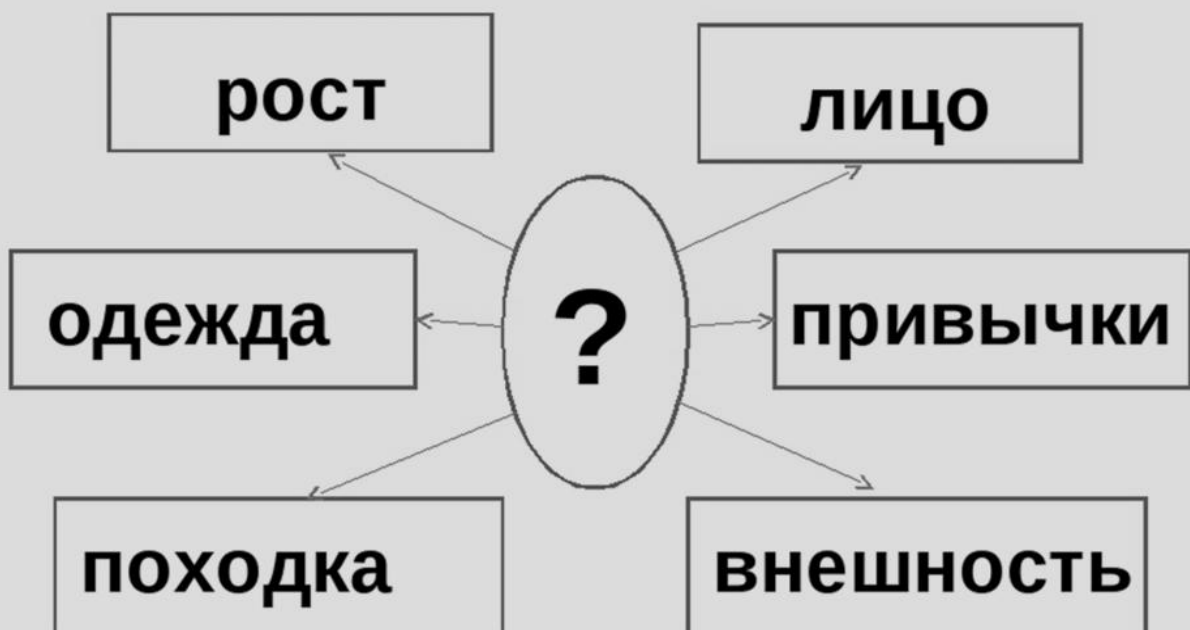 рост
лицо
одежда
?
привычки
походка
внешность